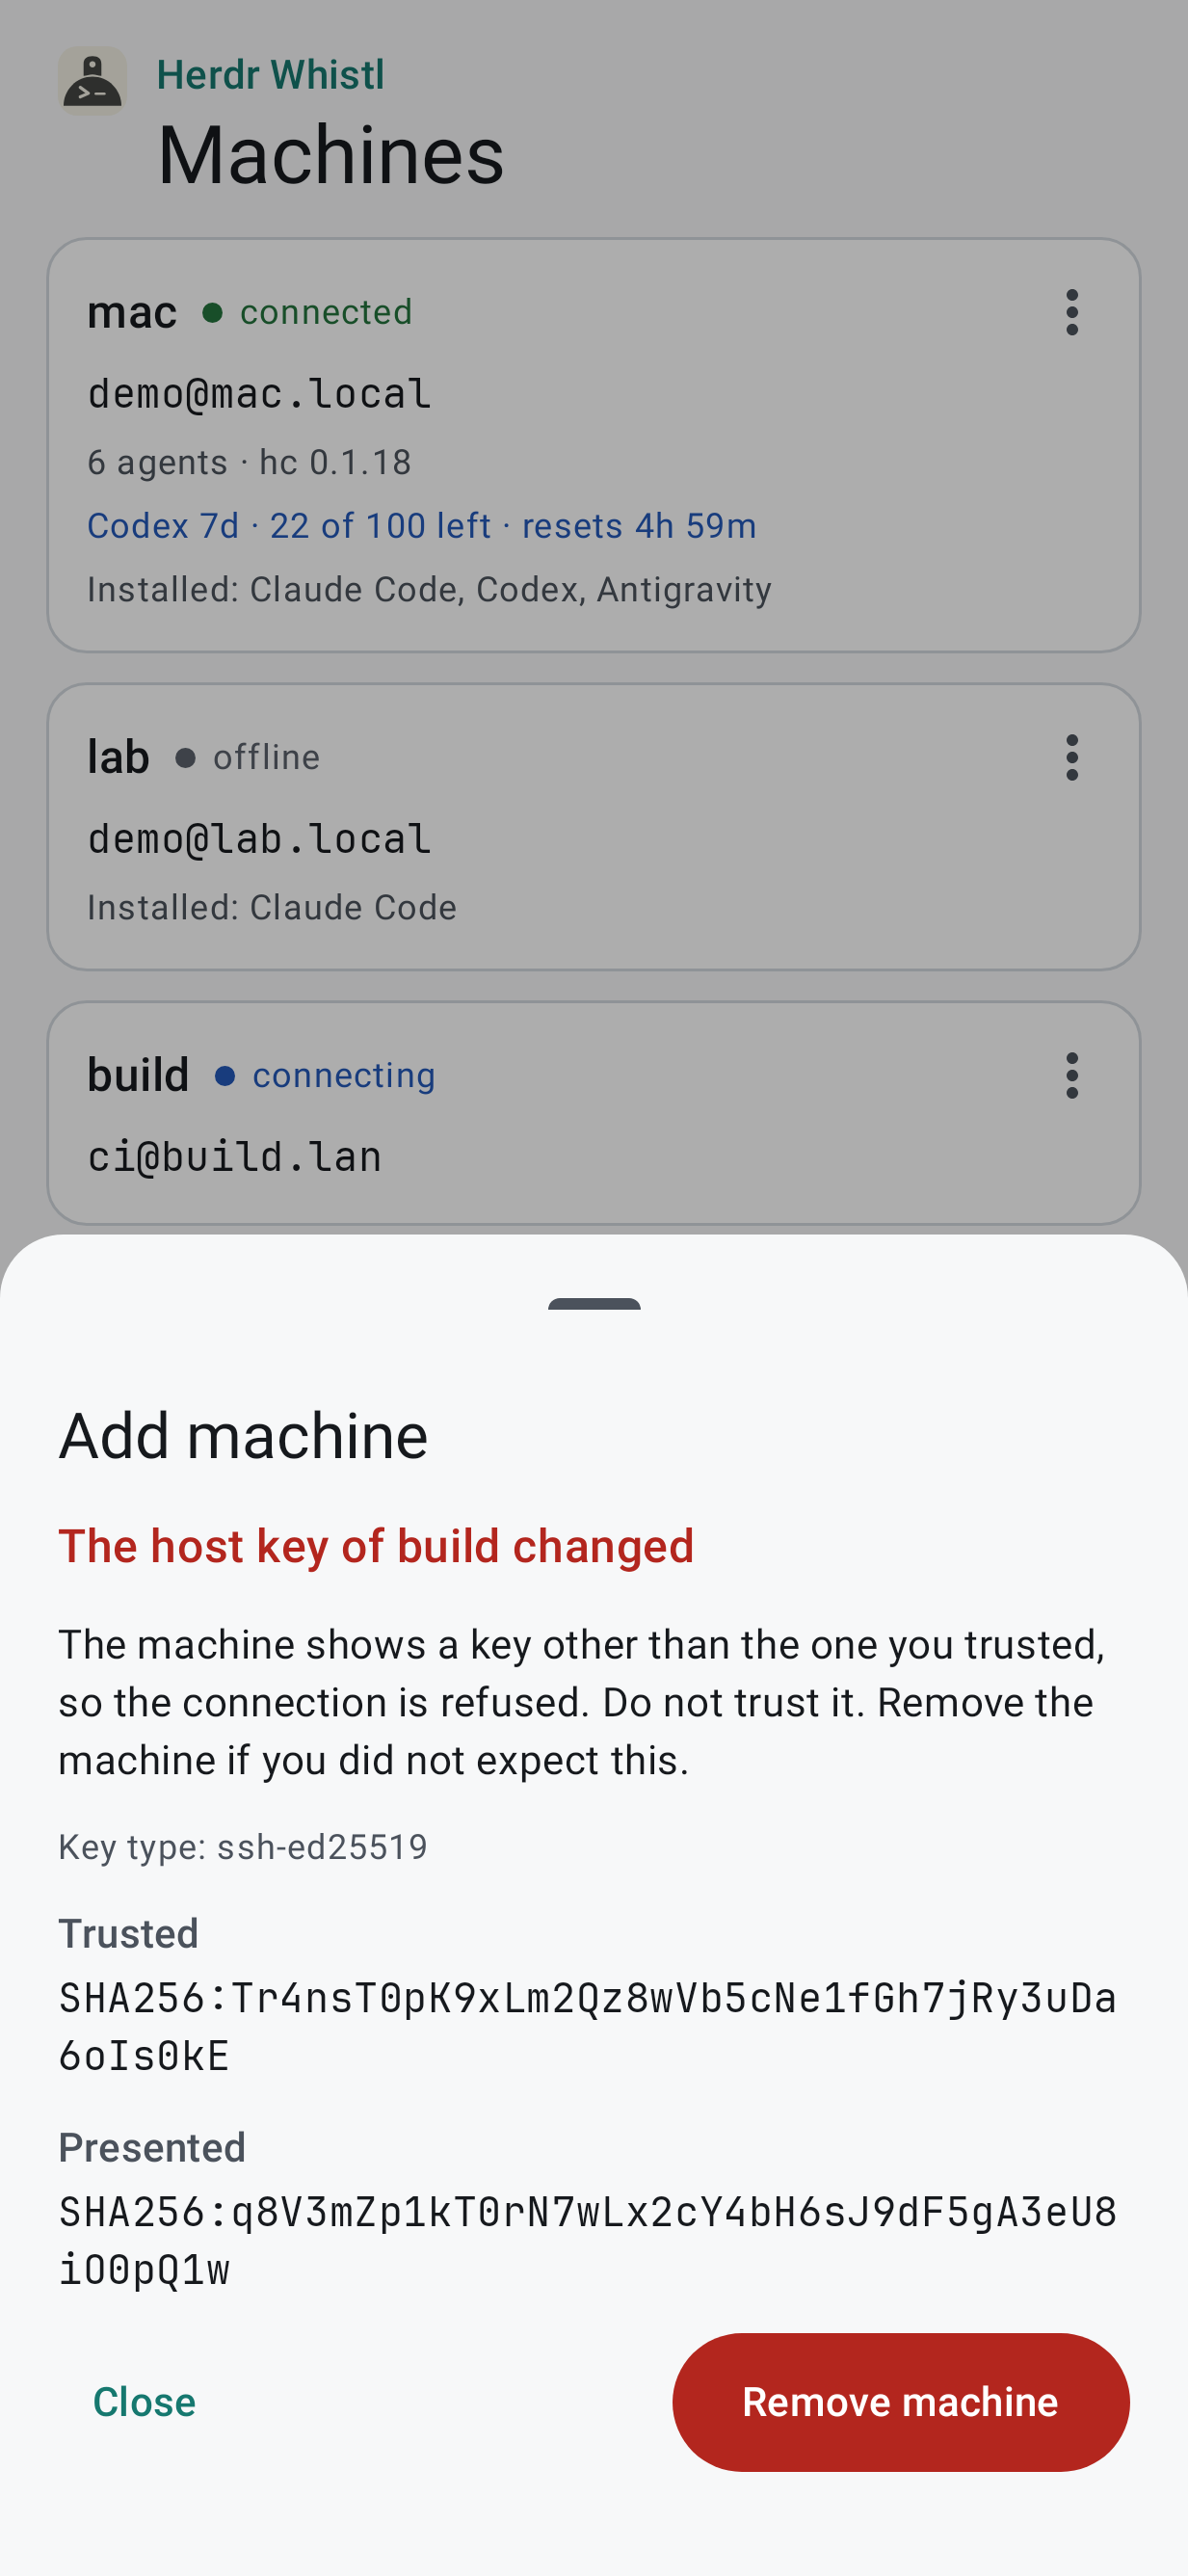 Herdr Whistl
Machines
mac connected
demo@mac.local
6 agents · hc 0.1.18
Codex 7d · 22 of 100 left · resets 4h 59m
Installed: Claude Code, Codex, Antigravity
lab offline
demo@lab.local
Installed: Claude Code
build connecting
ci@build.lan
Add machine
The host key of build changed
The machine shows a key other than the one you trusted,
so the connection is refused. Do not trust it. Remove the
machine if you did not expect this.
Key type: ssh-ed25519
Trusted
SHA256:Tr4nsT0pK9xLm2Qz8wVb5cNe1fGh7jRy3uDa
6oIs0kE
Presented
SHA256:q8V3mZp1kT0rN7wLx2cY4bH6sJ9dF5gA3eU8
iO0pQ1w
Close
Remove machine